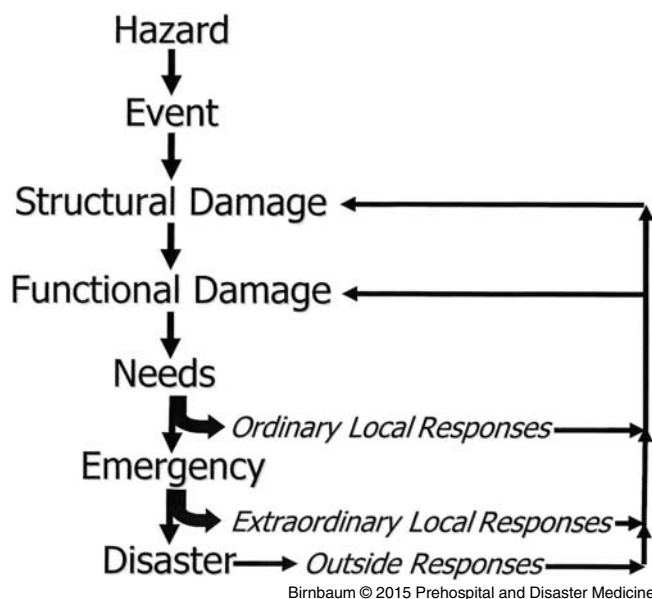 Hazard
Event
Structural Damage
Functional Damage
Needs
Ordinary Local Responses
Emergency
Extraordinary Local Responses
Disaster
Outside Responses
Birnbaum © 2015 Prehospital and Disaster Medicine